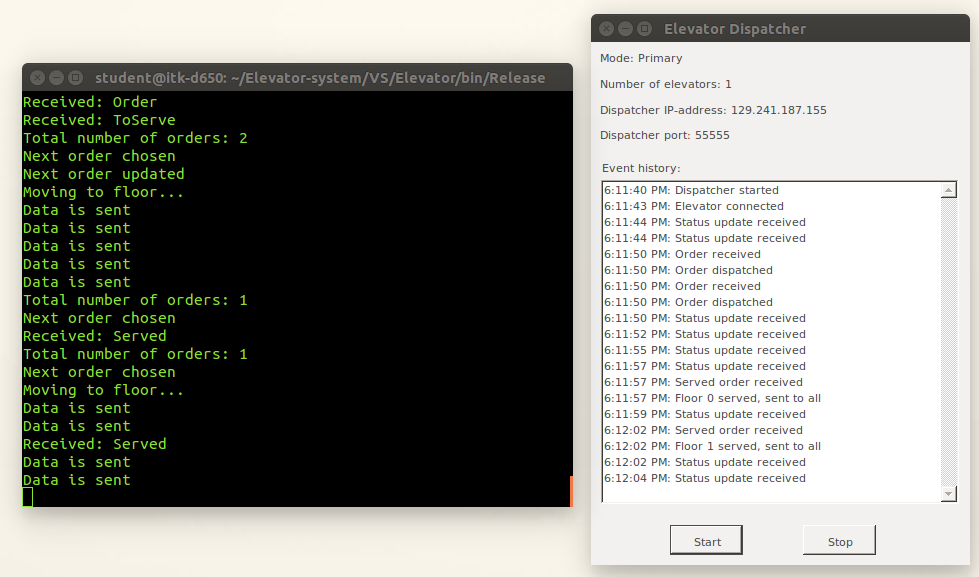 student@itk-d650: ~/Elevator-system/VS/Elevator/bin/Release
Received: Order
Received: ToServe
Total number of orders: 2
Next order chosen
Next order updated
Moving to floor...
Data is sent
Data is sent
Data is sent
Data is sent
Data is sent
Total number of orders: 1
Next order chosen
Received: Served
Total number of orders: 1
Next order chosen
Moving to floor...
Data is sent
Data is sent
Received: Served
Data is sent
Data is sent
Elevator Dispatcher
Mode: Primary
Number of elevators: 1
Dispatcher IP-address: 129.241.187.155
Dispatcher port: 55555
Event history:
6:11:40 PM: Dispatcher started
6:11:43 PM: Elevator connected
6:11:44 PM: Status update received
6:11:44 PM: Status update received
6:11:50 PM: Order received
6:11:50 PM: Order dispatched
6:11:50 PM: Order received
6:11:50 PM: Order dispatched
6:11:50 PM: Status update received
6:11:52 PM: Status update received
6:11:55 PM: Status update received
6:11:57 PM: Status update received
6:11:57 PM: Served order received
6:11:57 PM: Floor 0 served, sent to all
6:11:59 PM: Status update received
6:12:02 PM: Served order received
6:12:02 PM: Floor 1 served, sent to all
6:12:02 PM: Status update received
6:12:04 PM: Status update received
Start
Stop